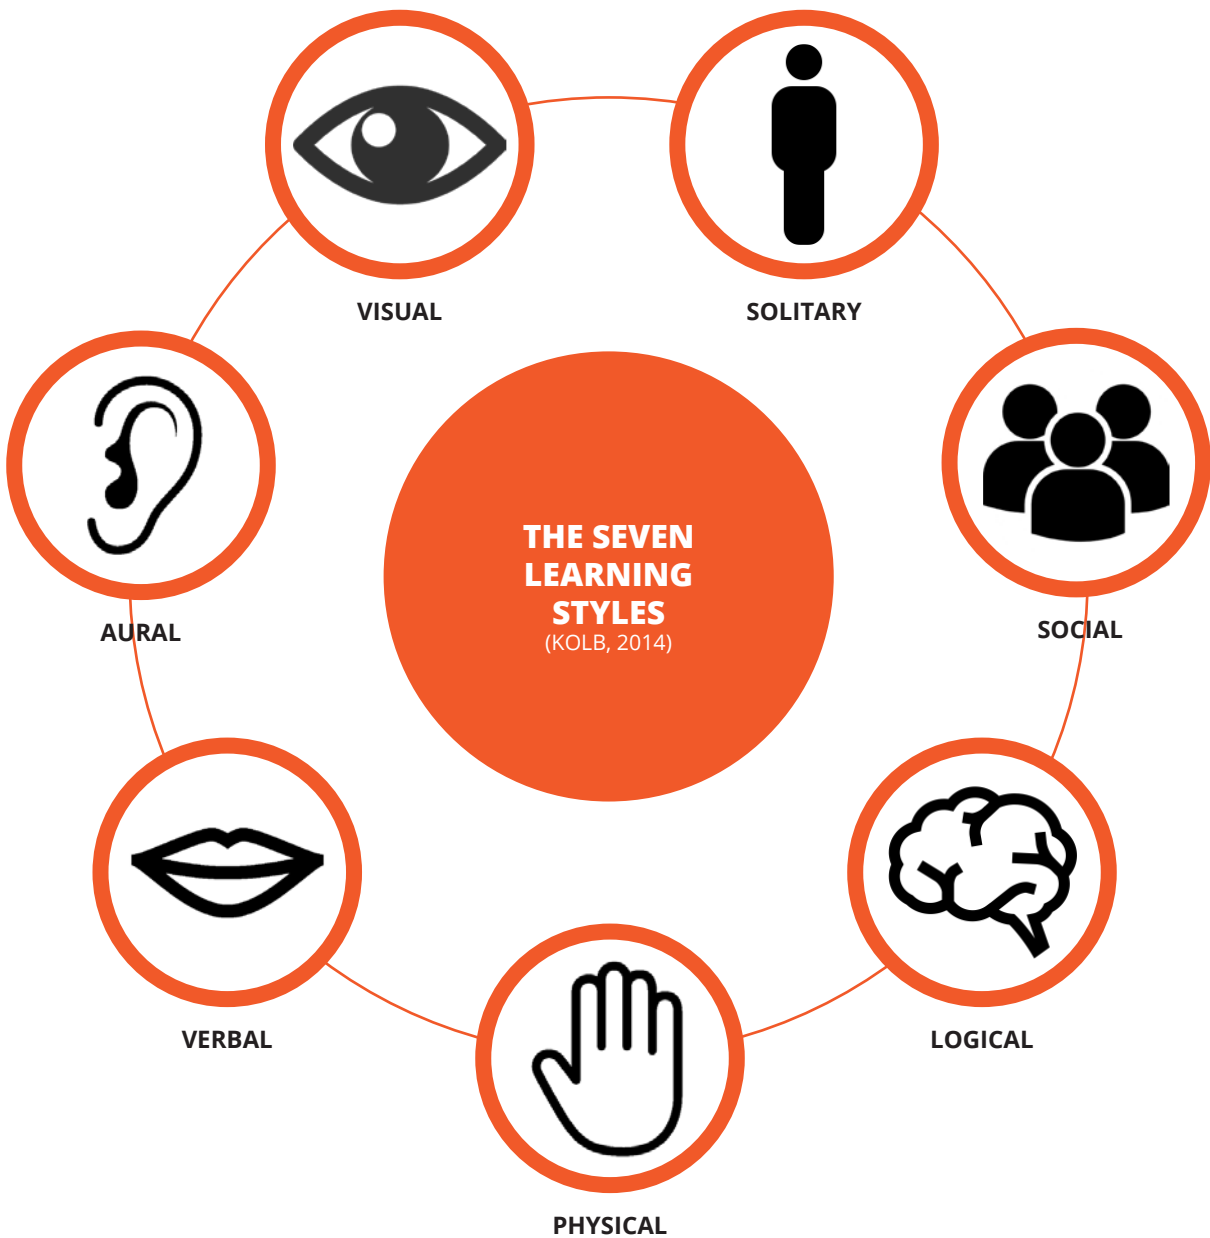 VISUAL
SOLITARY
AURAL
SOCIAL
THE SEVEN
LEARNING
STYLES
(KOLB, 2014)
VERBAL
LOGICAL
PHYSICAL